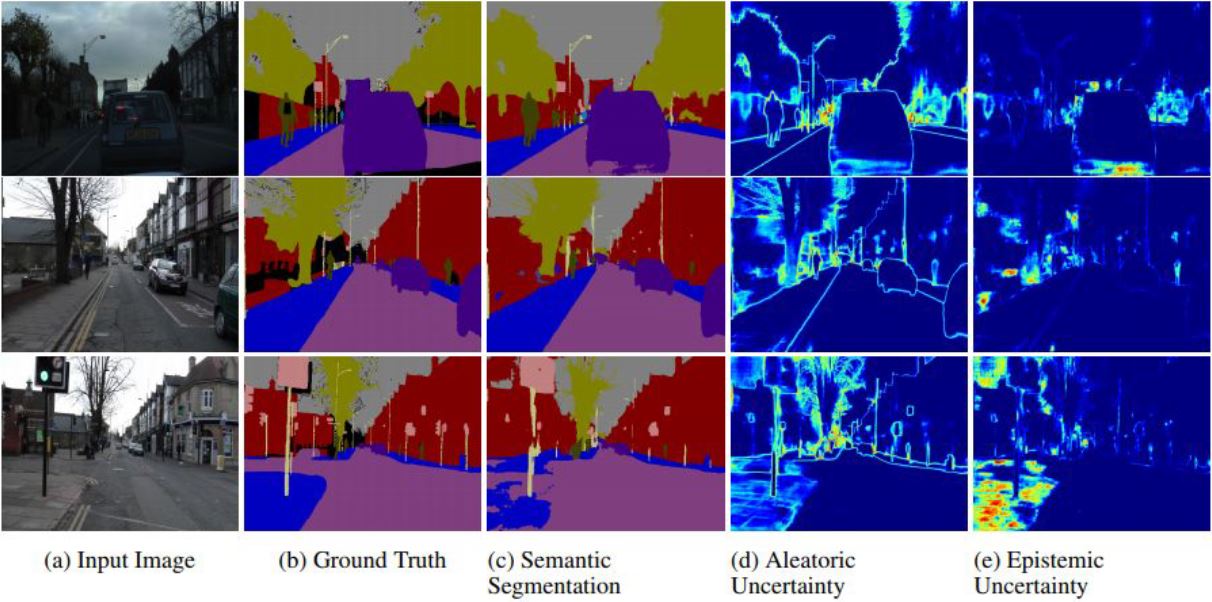 (a) Input Image
(b) Ground Truth
(c) Semantic
Segmentation
(d) Aleatoric
Uncertainty
(e) Epistemic
Uncertainty